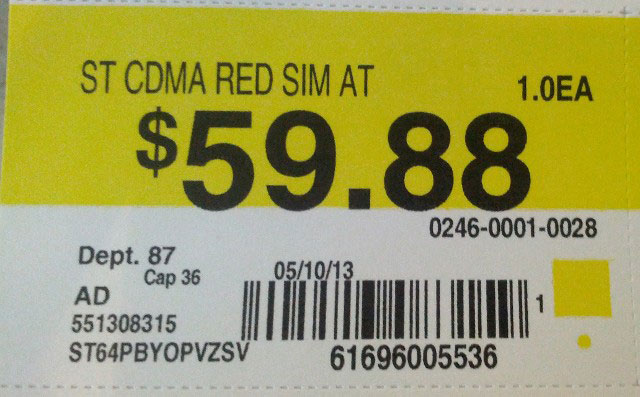 ST CDMA RED SIM AT
1.0EA
$59.88
0246-0001-0028
Dept. 87
Cap 36
05/10/13
AD
1
551308315
ST64PBYOPVZSV
61696005536